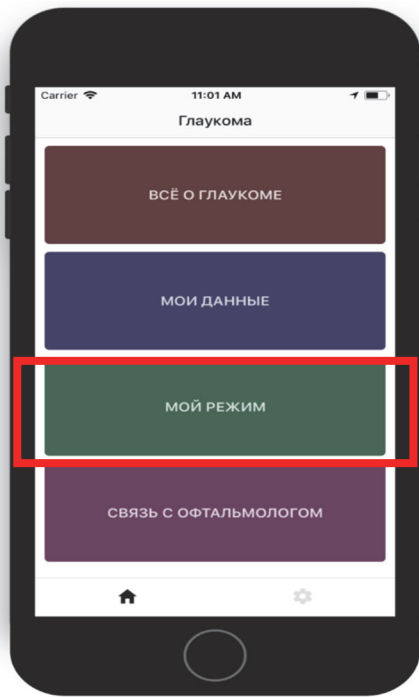 Carrier 11:01 AM
Глаукома
ВСЁ О ГЛАУКОМЕ
МОИ ДАННЫЕ
МОЙ РЕЖИМ
СВЯЗЬ С ОФТАЛЬМОЛОГОМ